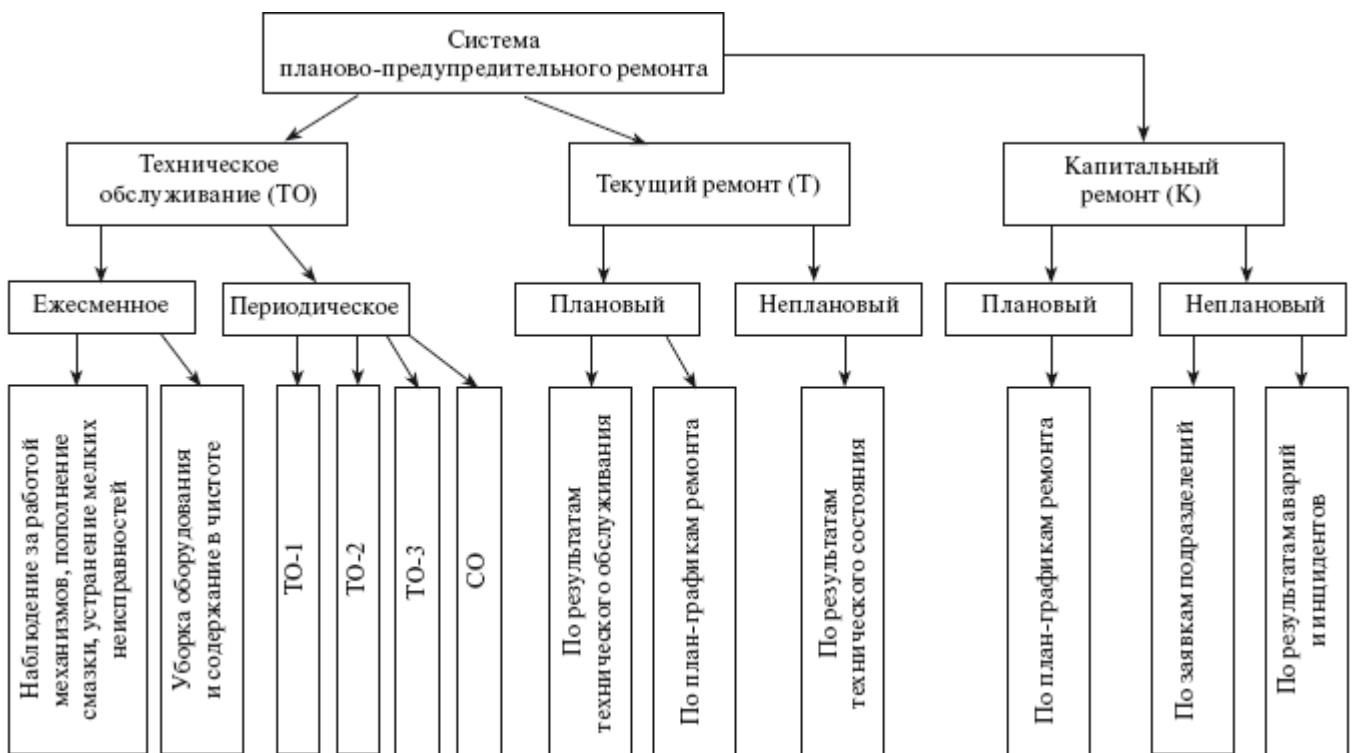 Система
планово-предупредительного ремонта
Техническое
обслуживание (ТО)
Текущий ремонт (Т)
Капитальный
ремонт (К)
Ежесменное
Периодическое
Плановый
Неплановый
Плановый
Неплановый
Наблюдение за работой
механизмов, пополнение
смазки, устранение мелких
неисправностей
Уборка оборудования
и содержание в чистоте
ТО-1
ТО-2
ТО-3
СО
По результатам
технического обслуживания
По план-графикам ремонта
По результатам
технического состояния
По план-графикам ремонта
По заявкам подразделений
По результатам аварий
и инцидентов